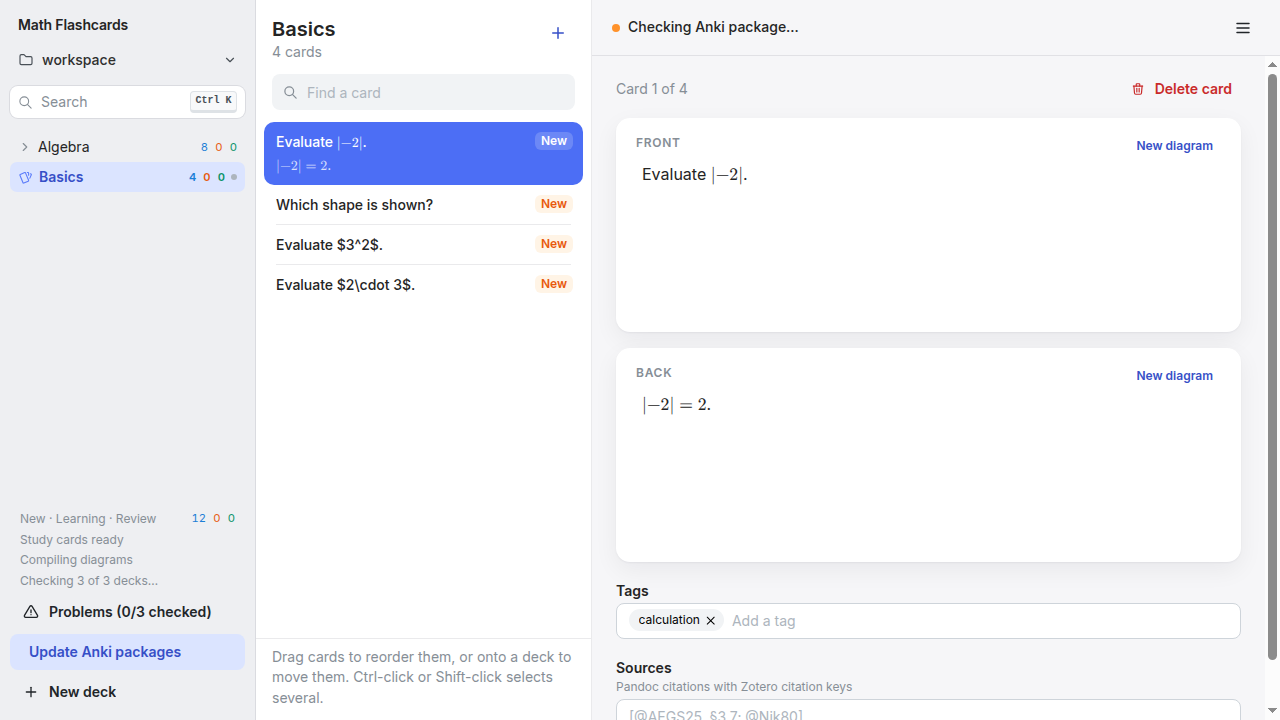 Math Flashcards
workspace
Search
Ctrl K
Algebra
8 0 0
Basics
4 0 0
New · Learning · Review
12 0 0
Study cards ready
Compiling diagrams
Checking 3 of 3 decks…
Problems (0/3 checked)
Update Anki packages
New deck
Basics
4 cards
Find a card
Evaluate |−2|.
New
|−2| = 2.
Which shape is shown?
New
Evaluate $3^2$.
New
Evaluate $2\cdot 3$.
New
Drag cards to reorder them, or onto a deck to
move them. Ctrl-click or Shift-click selects
several.
Checking Anki package…
Card 1 of 4
Delete card
FRONT
New diagram
Evaluate |−2|.
BACK
New diagram
|−2| = 2.
Tags
calculation
Add a tag
Sources
Pandoc citations with Zotero citation keys
[@AEGS25, §3.7; @Nik80]